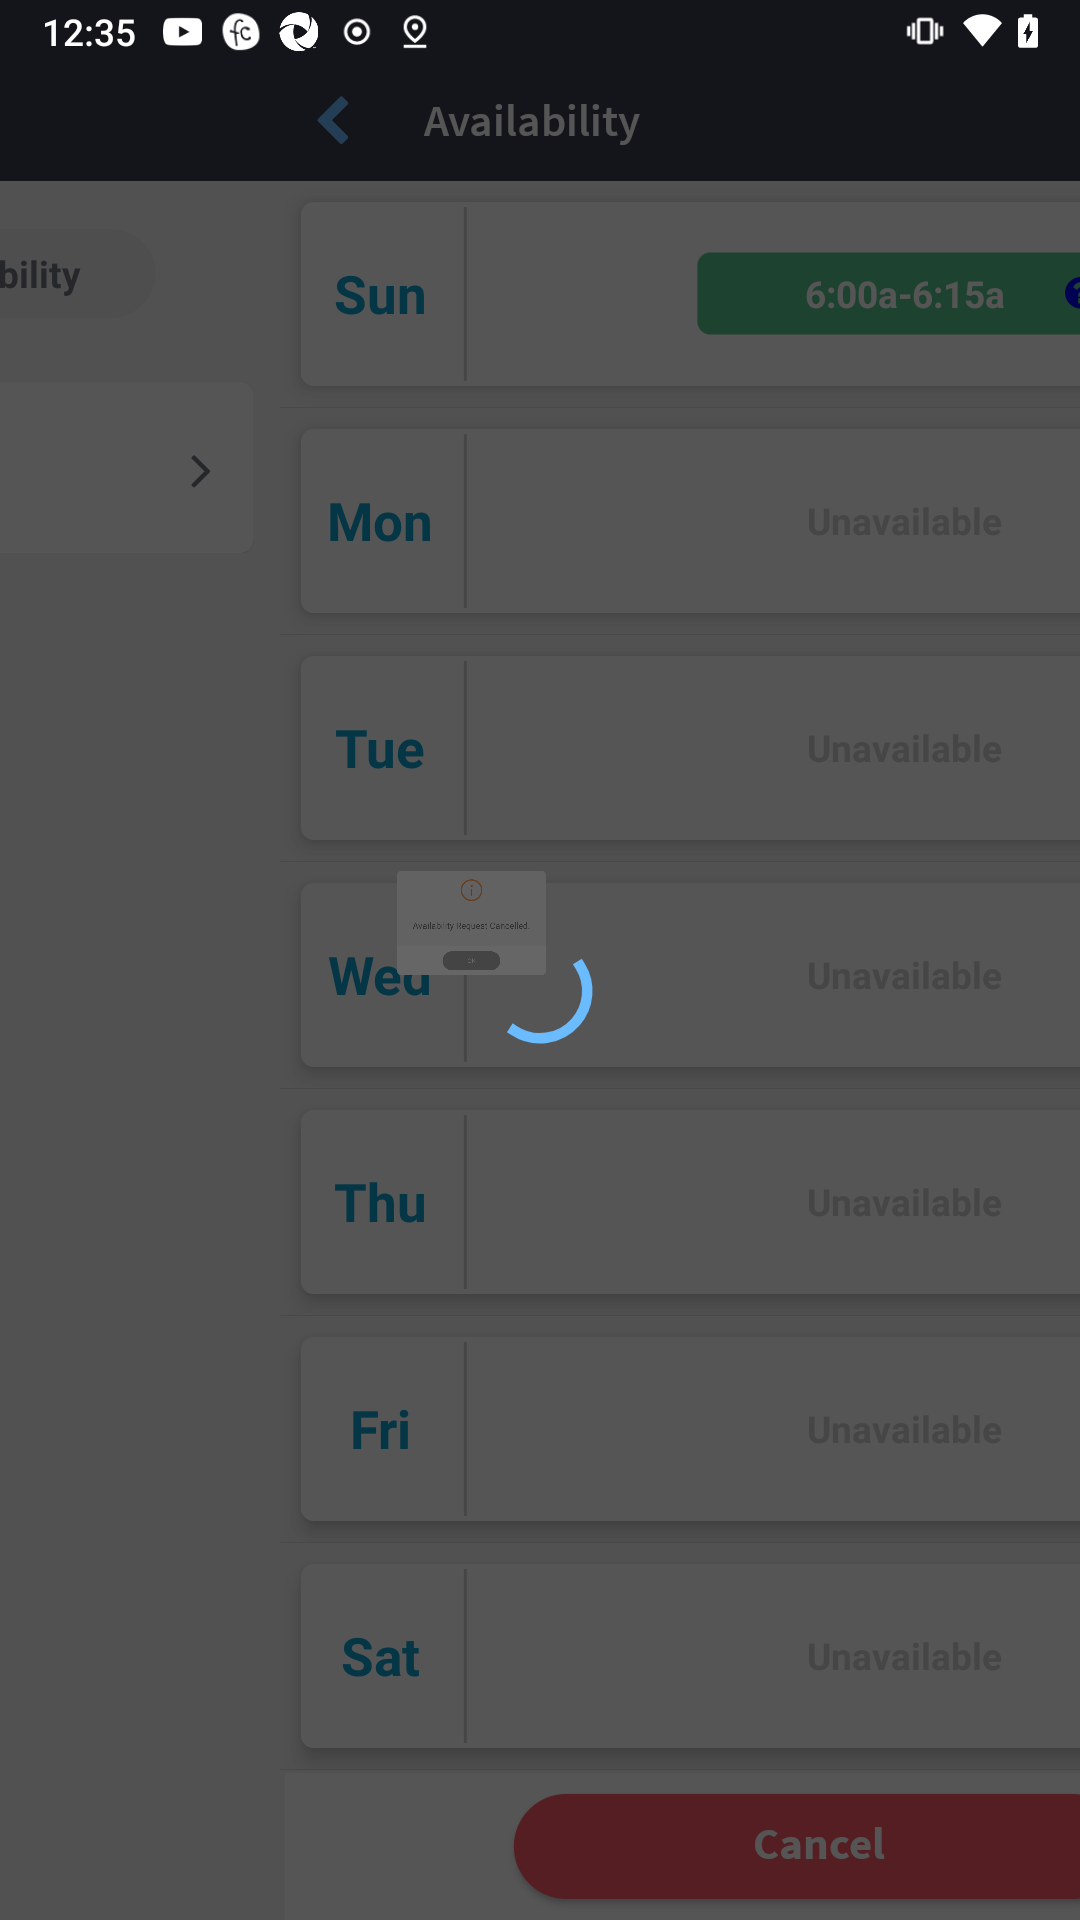 12:35
Availability
bility
Sun
6:00a-6:15a
Mon
Unavailable
Tue
Unavailable
Availability Request Cancelled.
OK
Wed
Unavailable
Thu
Unavailable
Fri
Unavailable
Sat
Unavailable
Cancel